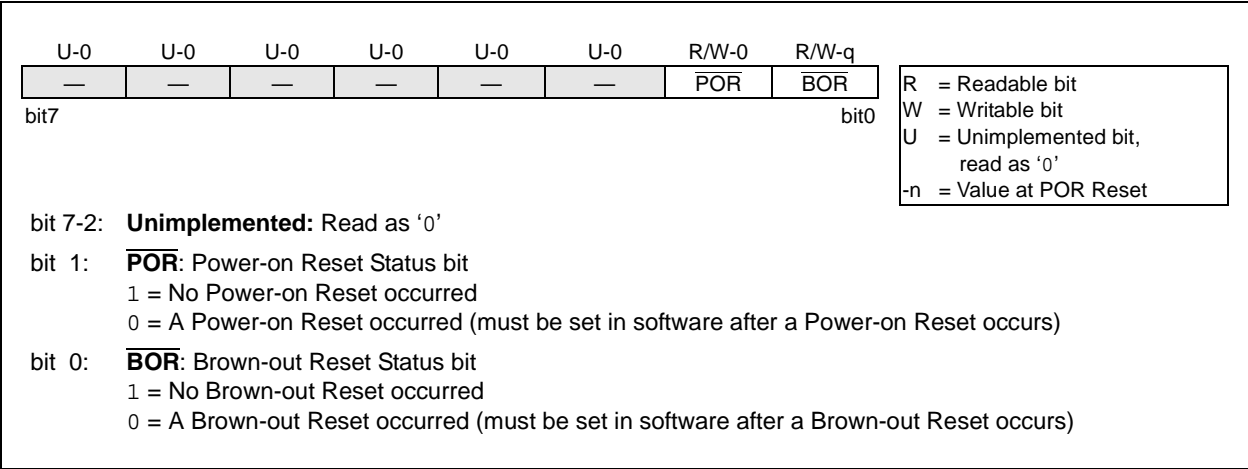 U-0 U-0 U-0 U-0 U-0 U-0 R/W-0 R/W-q
— — — — — — P̅O̅R̅ B̅O̅R̅
bit7 bit0
R = Readable bit
W = Writable bit
U = Unimplemented bit,
read as ‘0’
-n = Value at POR Reset
bit 7-2: Unimplemented: Read as ‘0’
bit 1: P̅O̅R̅: Power-on Reset Status bit
1 = No Power-on Reset occurred
0 = A Power-on Reset occurred (must be set in software after a Power-on Reset occurs)
bit 0: B̅O̅R̅: Brown-out Reset Status bit
1 = No Brown-out Reset occurred
0 = A Brown-out Reset occurred (must be set in software after a Brown-out Reset occurs)